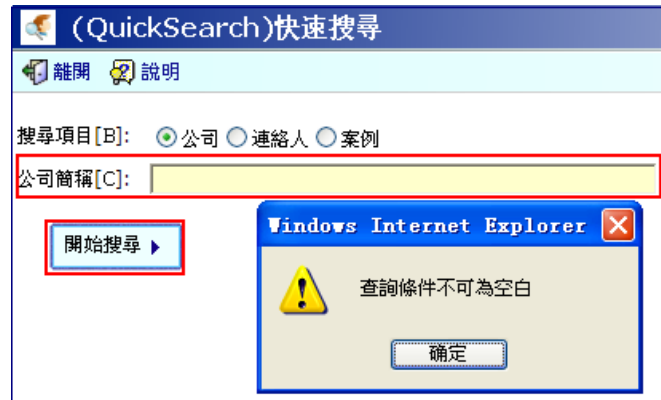 (QuickSearch)快速搜尋
離開 說明
搜尋項目[B]: 公司 連絡人 案例
公司簡稱[C]:
開始搜尋
Windows Internet Explorer
查詢條件不可為空白
确定